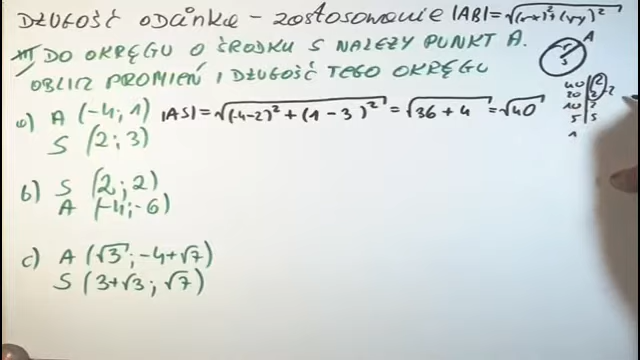 DŁUGOŚĆ ODCINKA – ZASTOSOWANIE |AB|=√(x-x)²+(y-y)²
III DO OKRĘGU O ŚRODKU S NALEŻY PUNKT A.
OBLICZ PROMIEŃ I DŁUGOŚĆ TEGO OKRĘGU
A
r
S
a) A (-4; 1) |AS| = √(-4-2)² + (1-3)² = √36+4 = √40
S (2; 3)
40 | 2
20 | 2
10 | 2
5 | 5
1
b) S (2; 2)
A (-4; -6)
c) A (√3; -4+√7)
S (3+√3; √7)